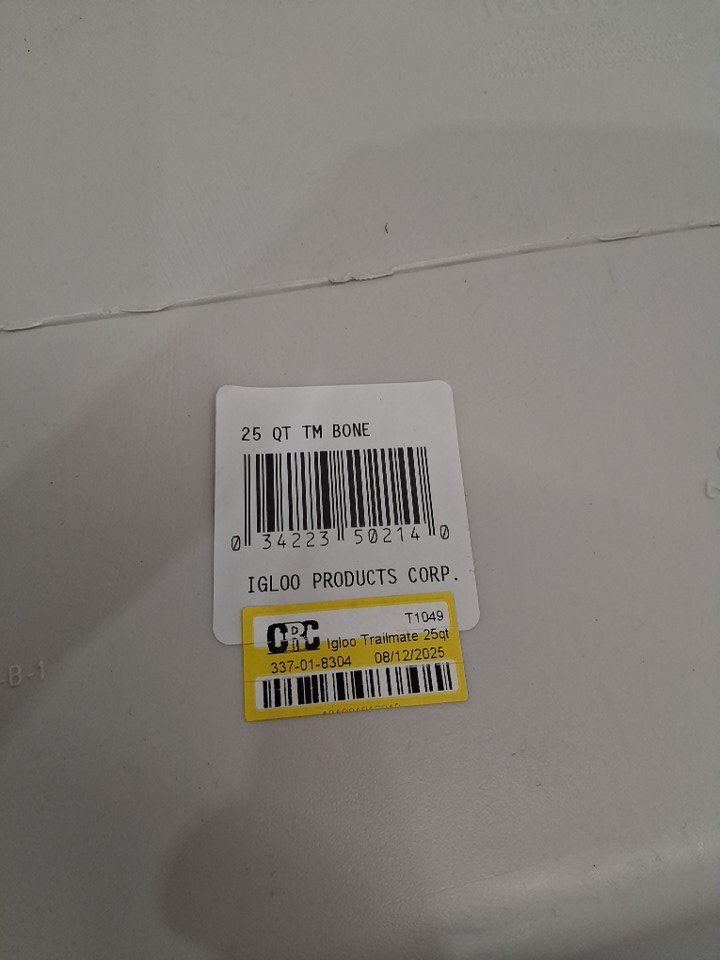 25 QT TM BONE
0 34223 50214 0
IGLOO PRODUCTS CORP.
CRC
T1049
Igloo Trailmate 25qt
337-01-8304 08/12/2025
-B-1